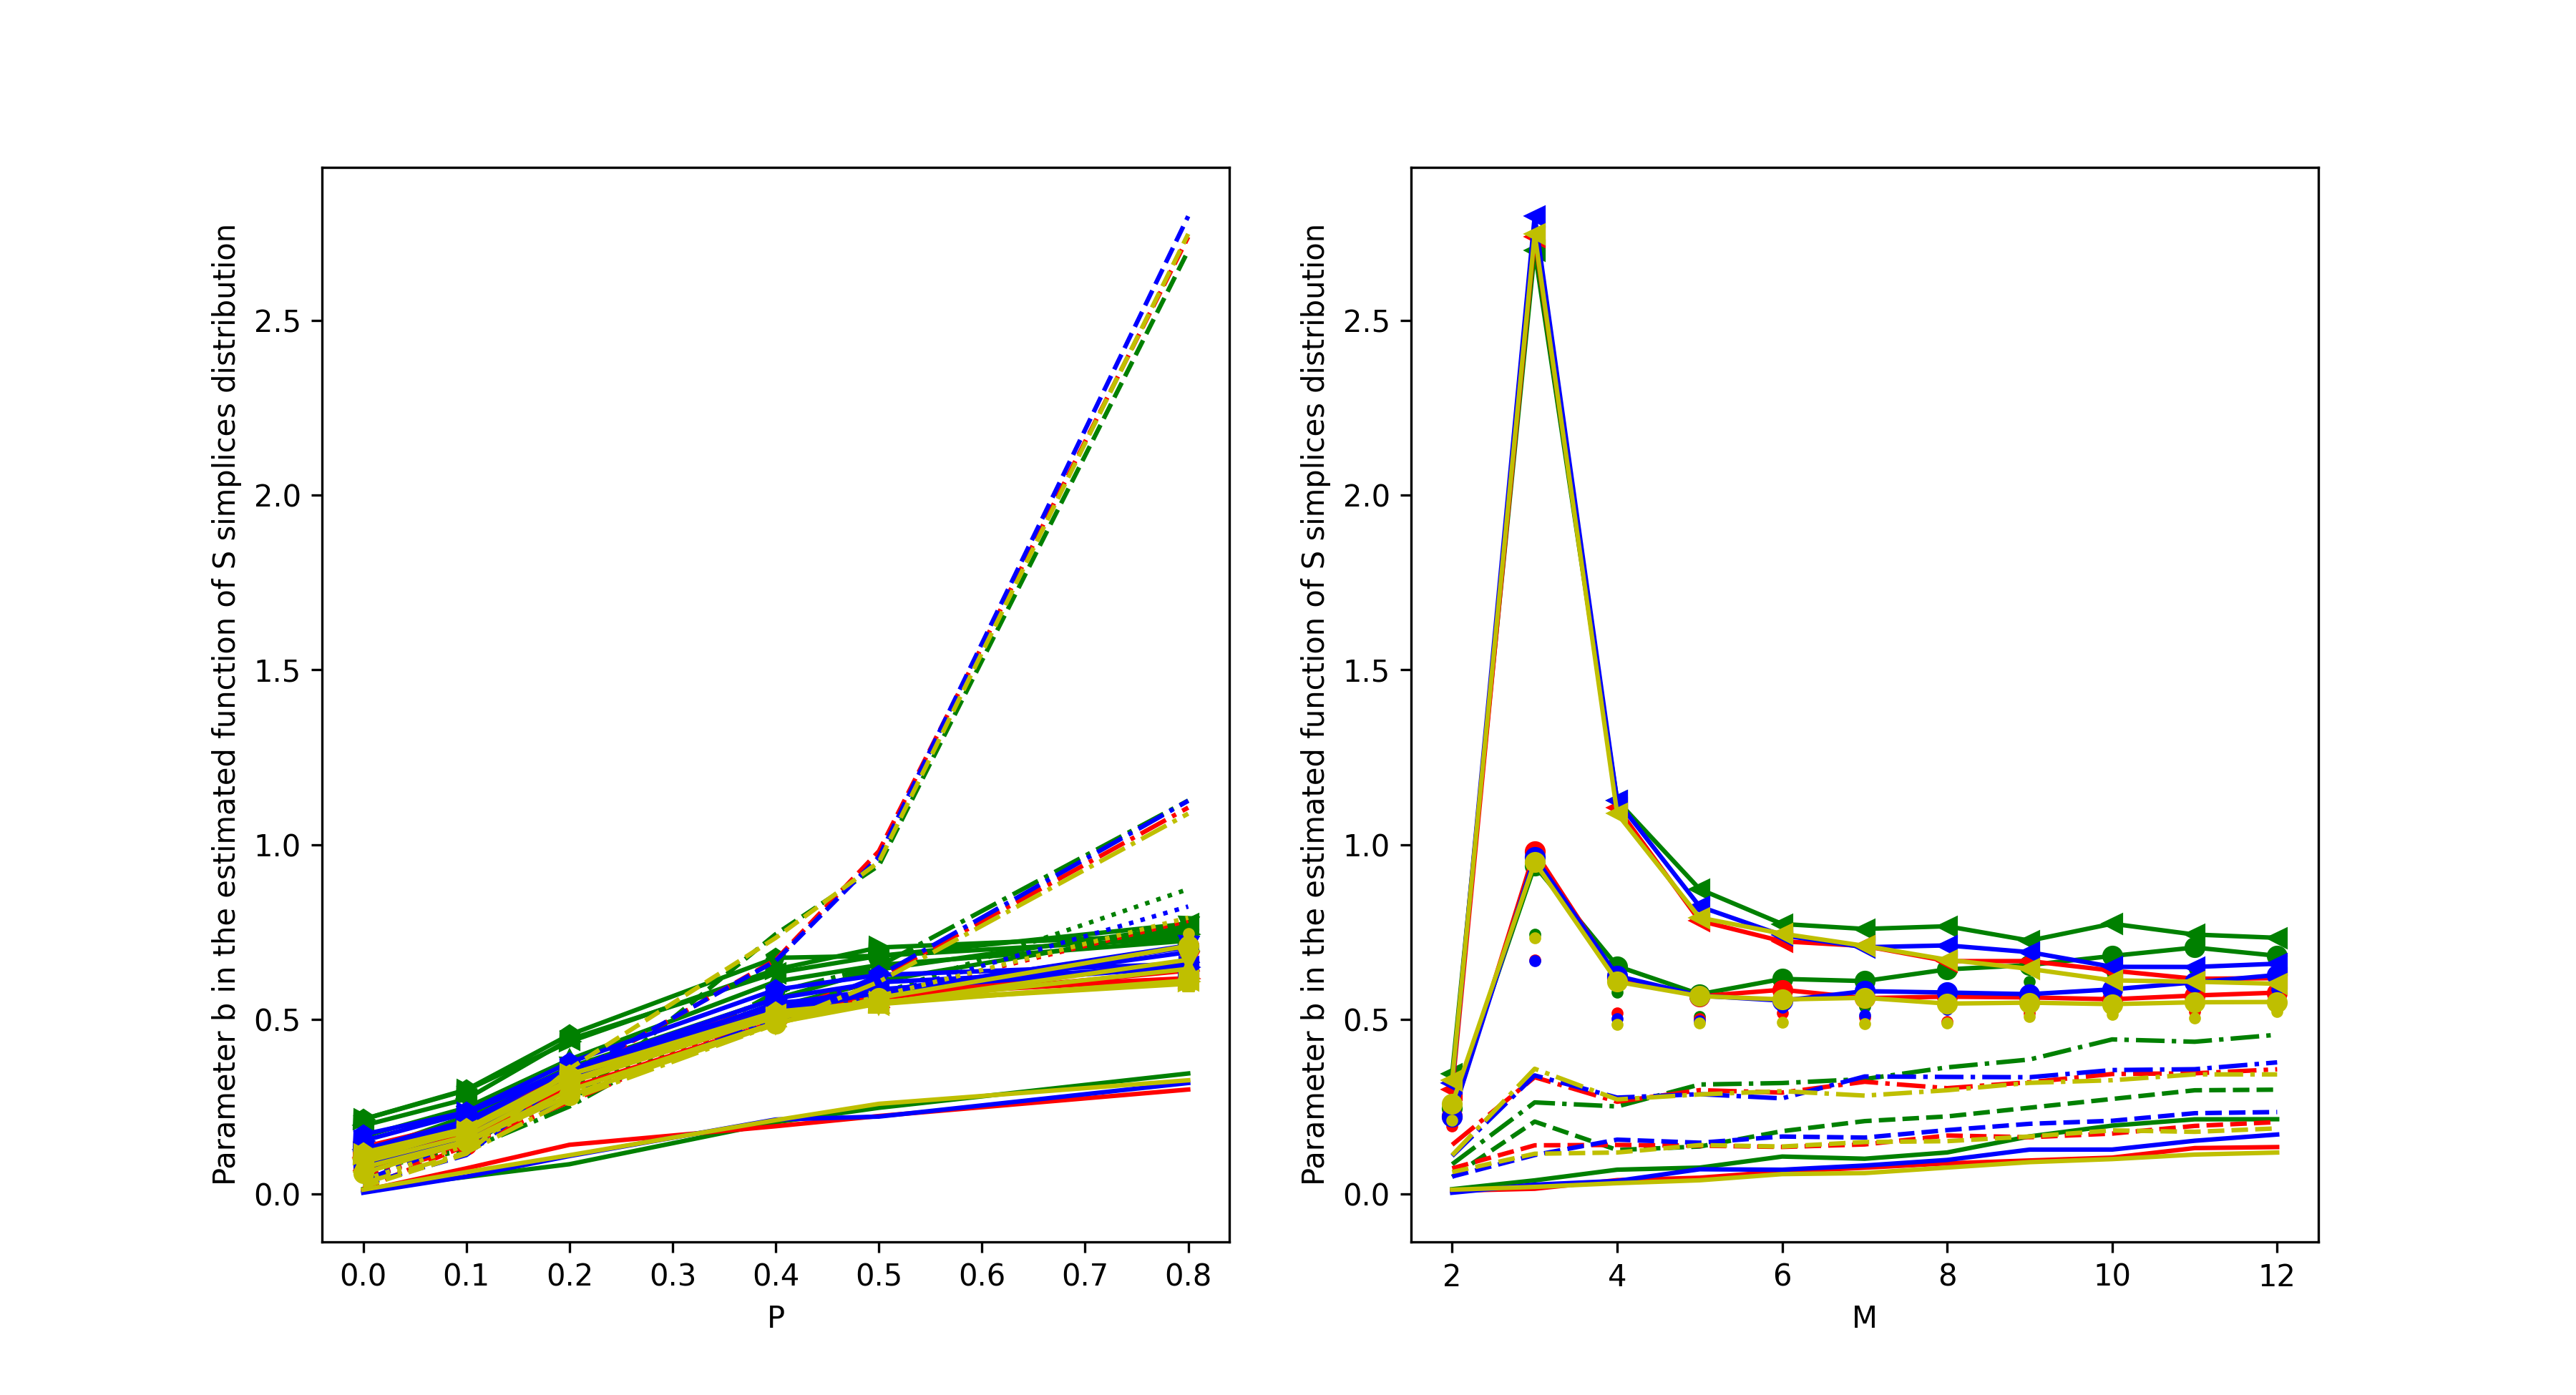 Parameter b in the estimated function of S simplices distribution
2.5
2.0
1.5
1.0
0.5
0.0
0.0 0.1 0.2 0.3 0.4 0.5 0.6 0.7 0.8
P
Parameter b in the estimated function of S simplices distribution
2.5
2.0
1.5
1.0
0.5
0.0
2 4 6 8 10 12
M